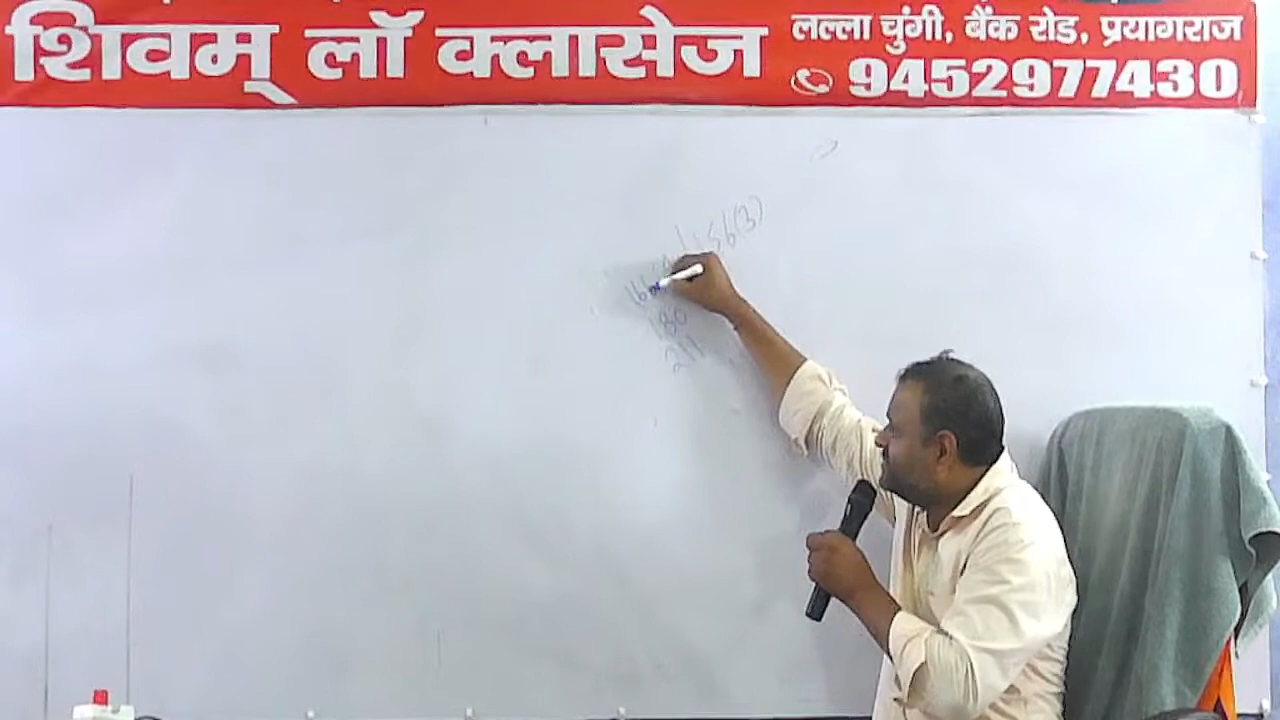 शिवम् लॉ क्लासेज
लल्ला चुंगी, बैंक रोड, प्रयागराज
9452977430
156(3)
180
211